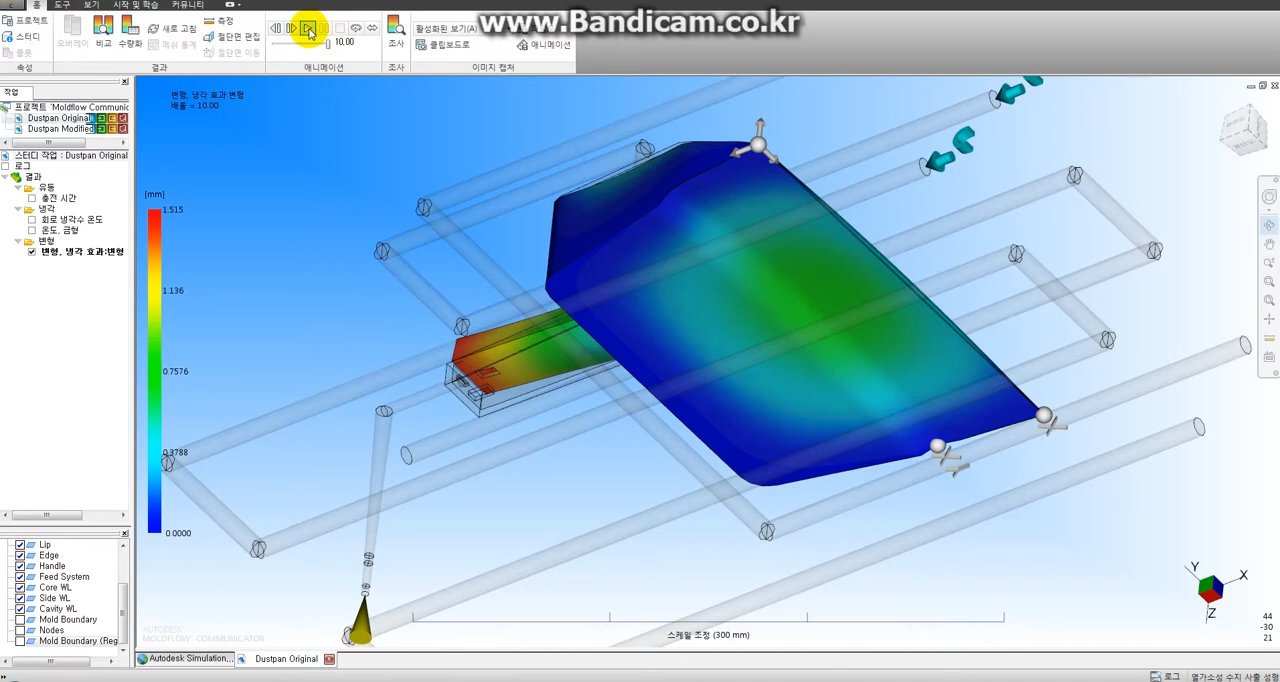 홈 도구 보기 시작 및 학습 커뮤니티
www.Bandicam.co.kr
프로젝트
스터디
플롯
속성
오버레이
비교
수량화
새로 고침
메쉬 통계
측정
절단면 편집
절단면 이동
결과
10.00
애니메이션
조사
조사
활성화된 보기(A)
클립보드로
애니메이션
이미지 캡처
작업
프로젝트 'Moldflow Communic
Dustpan Original
Dustpan Modified
스터디 작업 : Dustpan Original
로그
결과
유동
충전 시간
냉각
회로 냉각수 온도
온도, 금형
변형
변형, 냉각 효과:변형
Lip
Edge
Handle
Feed System
Core WL
Side WL
Cavity WL
Mold Boundary
Nodes
Mold Boundary (Reg
변형, 냉각 효과:변형
배율 = 10.00
[mm]
1.515
1.136
0.7576
0.3788
0.0000
AUTODESK
MOLDFLOW COMMUNICATOR
스케일 조정 (300 mm)
Y
X
Z
44
-30
21
Autodesk Simulation...
Dustpan Original
로그
열가소성 수지 사출 성형